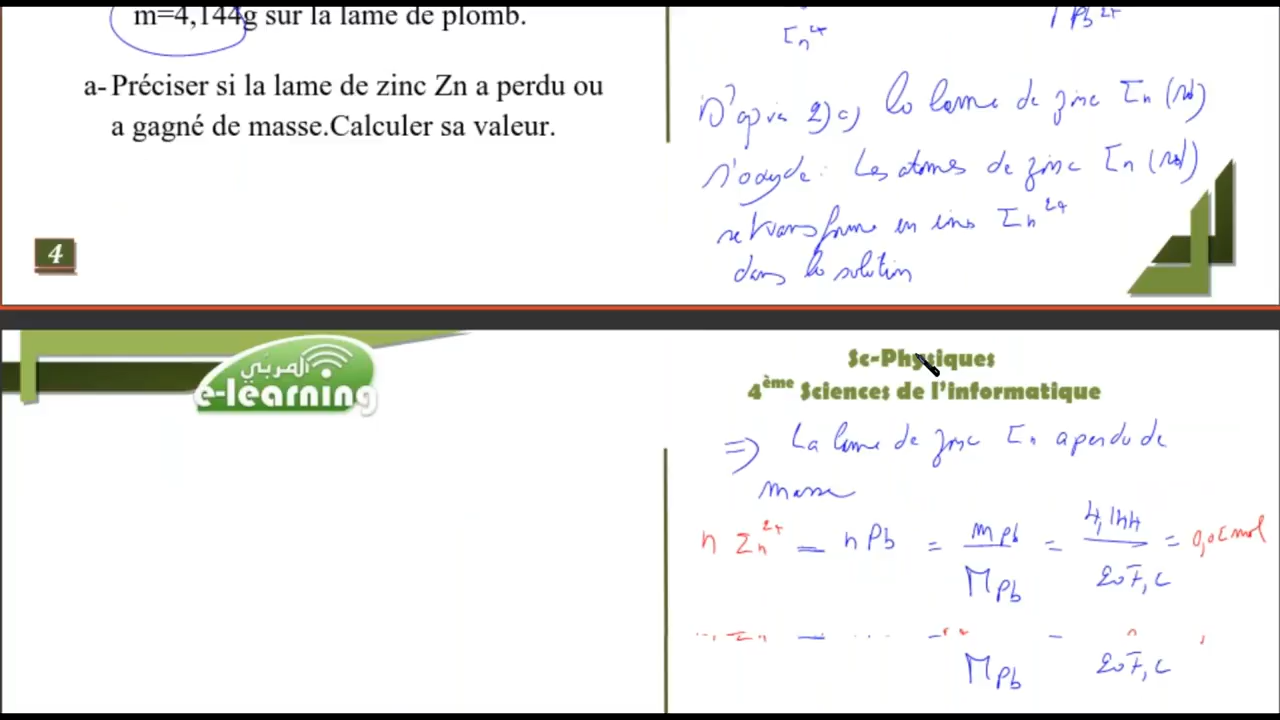 m=4,144g sur la lame de plomb.
a- Préciser si la lame de zinc Zn a perdu ou
a gagné de masse.Calculer sa valeur.
4
Zn²⁺
Pb²⁺
D'après 2) c) la lame de zinc Zn (sd)
s'oxyde : Les atomes de zinc Zn (sd)
se transforme en ions Zn²⁺
dans la solution
المدرسي
e-learning
Sc-Physiques
4ème Sciences de l'informatique
=> La lame de zinc Zn a perdu de
masse
n Zn²⁺ = n Pb = mPb / MPb = 4,144 / 207,2 = 0,02 mol
MPb
207,2